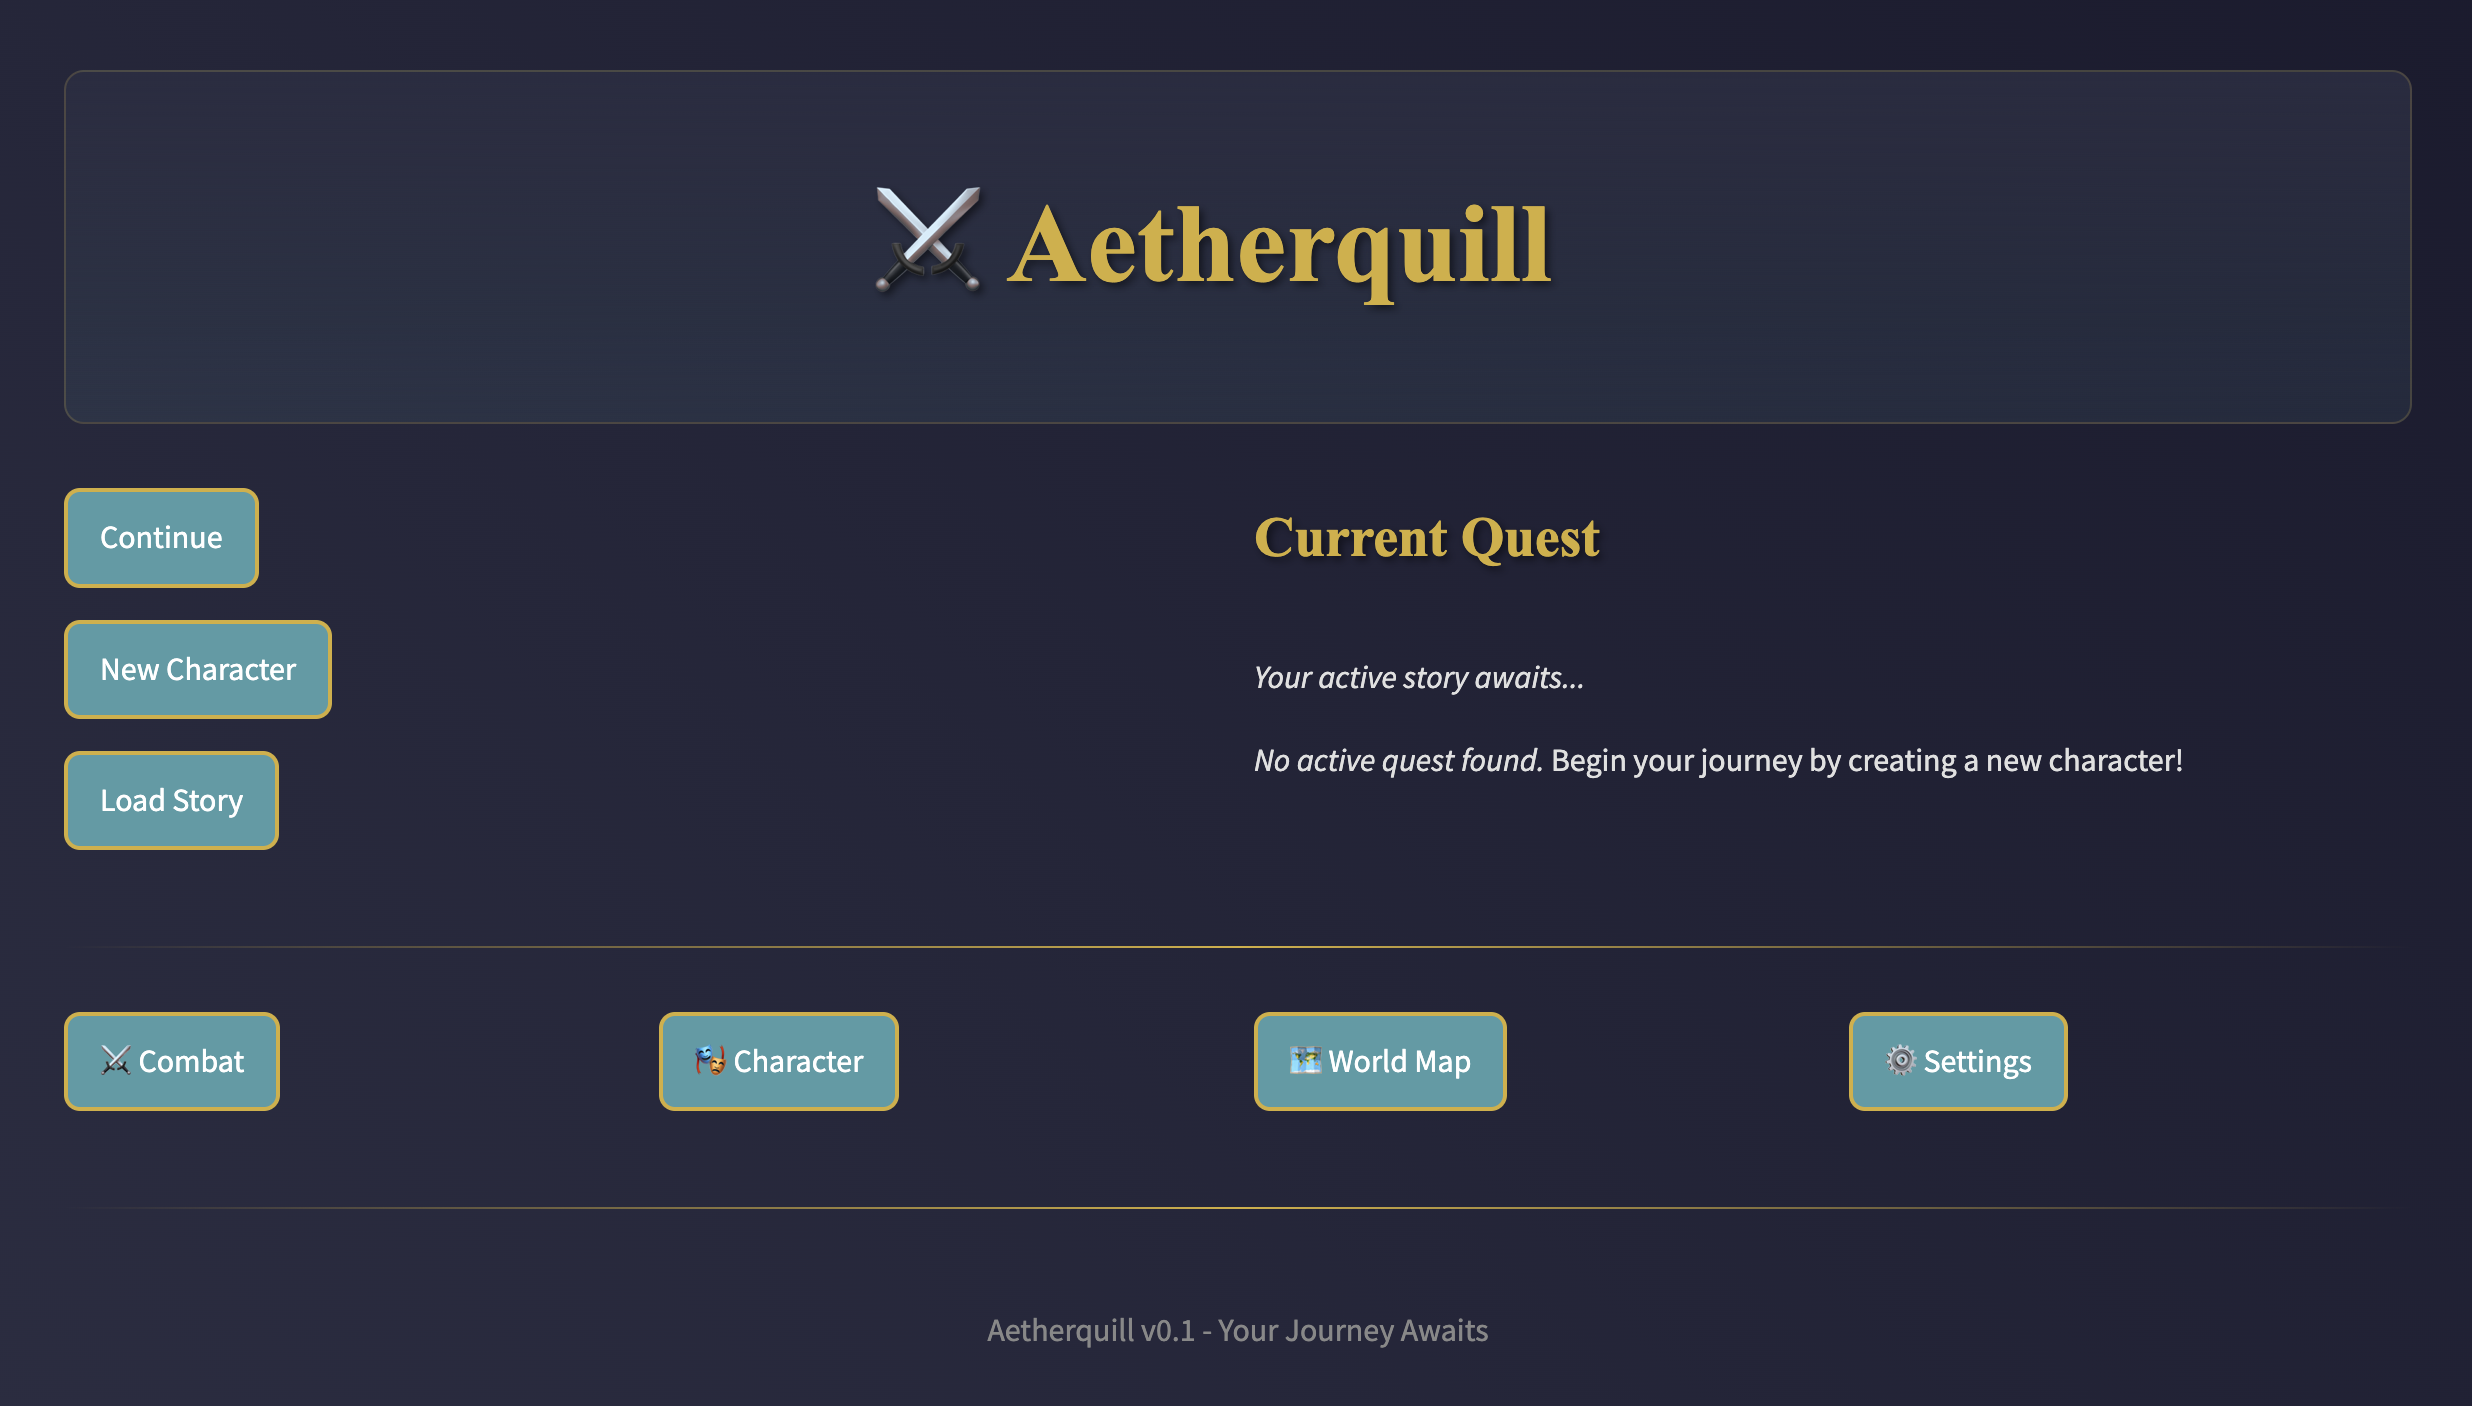 Aetherquill
Continue
New Character
Load Story
Current Quest
Your active story awaits...
No active quest found. Begin your journey by creating a new character!
Combat
Character
World Map
Settings
Aetherquill v0.1 - Your Journey Awaits